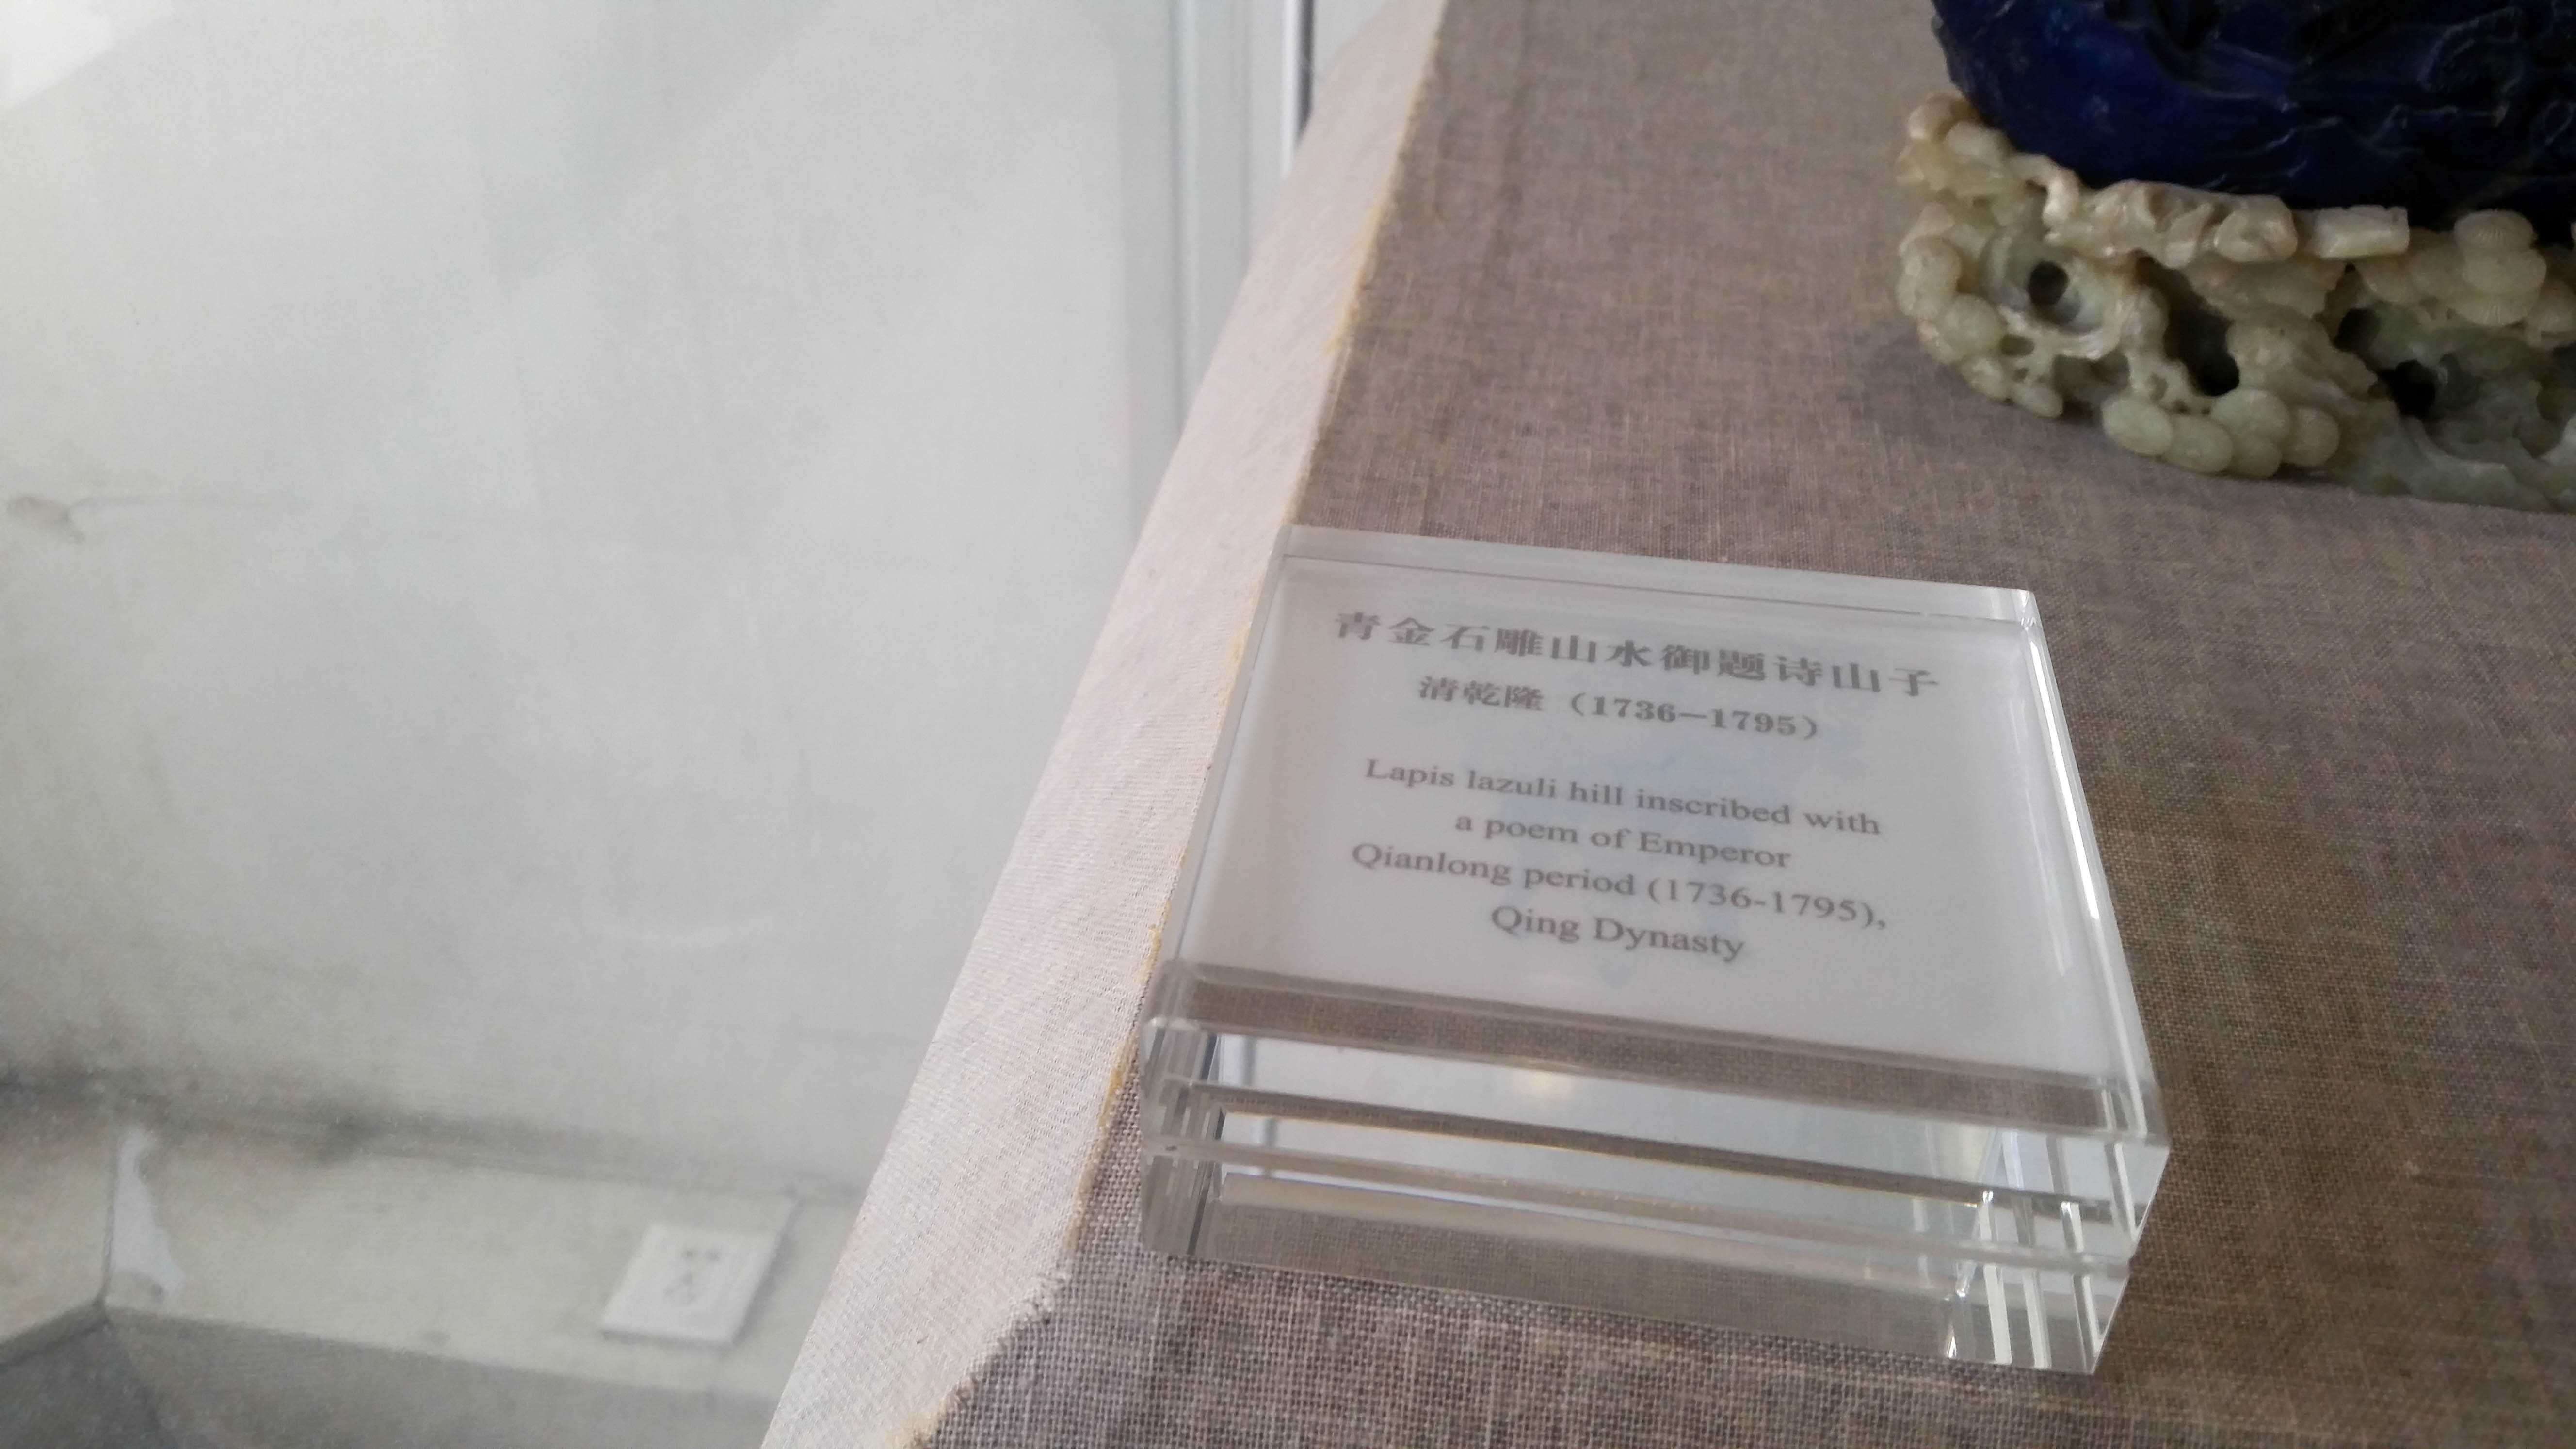 青金石雕山水御题诗山子
清乾隆（1736－1795）
Lapis lazuli hill inscribed with
a poem of Emperor
Qianlong period (1736-1795),
Qing Dynasty